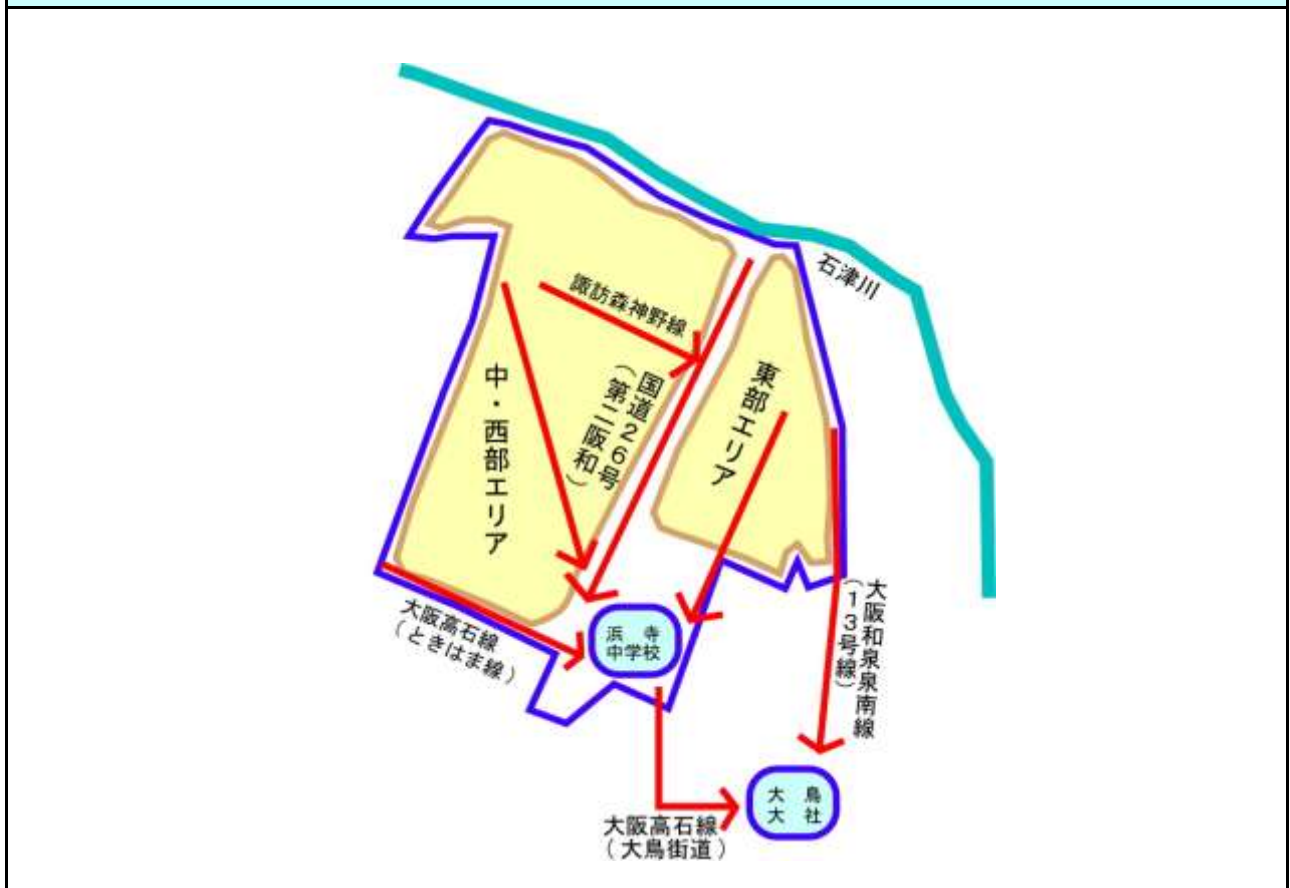 石津川
諏訪森神野線
国道２６号
（第二阪和）
東部エリア
中・西部エリア
大阪高石線
（ときはま線）
浜　寺
中学校
大阪和泉泉南線
（１３号線）
大　鳥
大　社
大阪高石線
（大鳥街道）